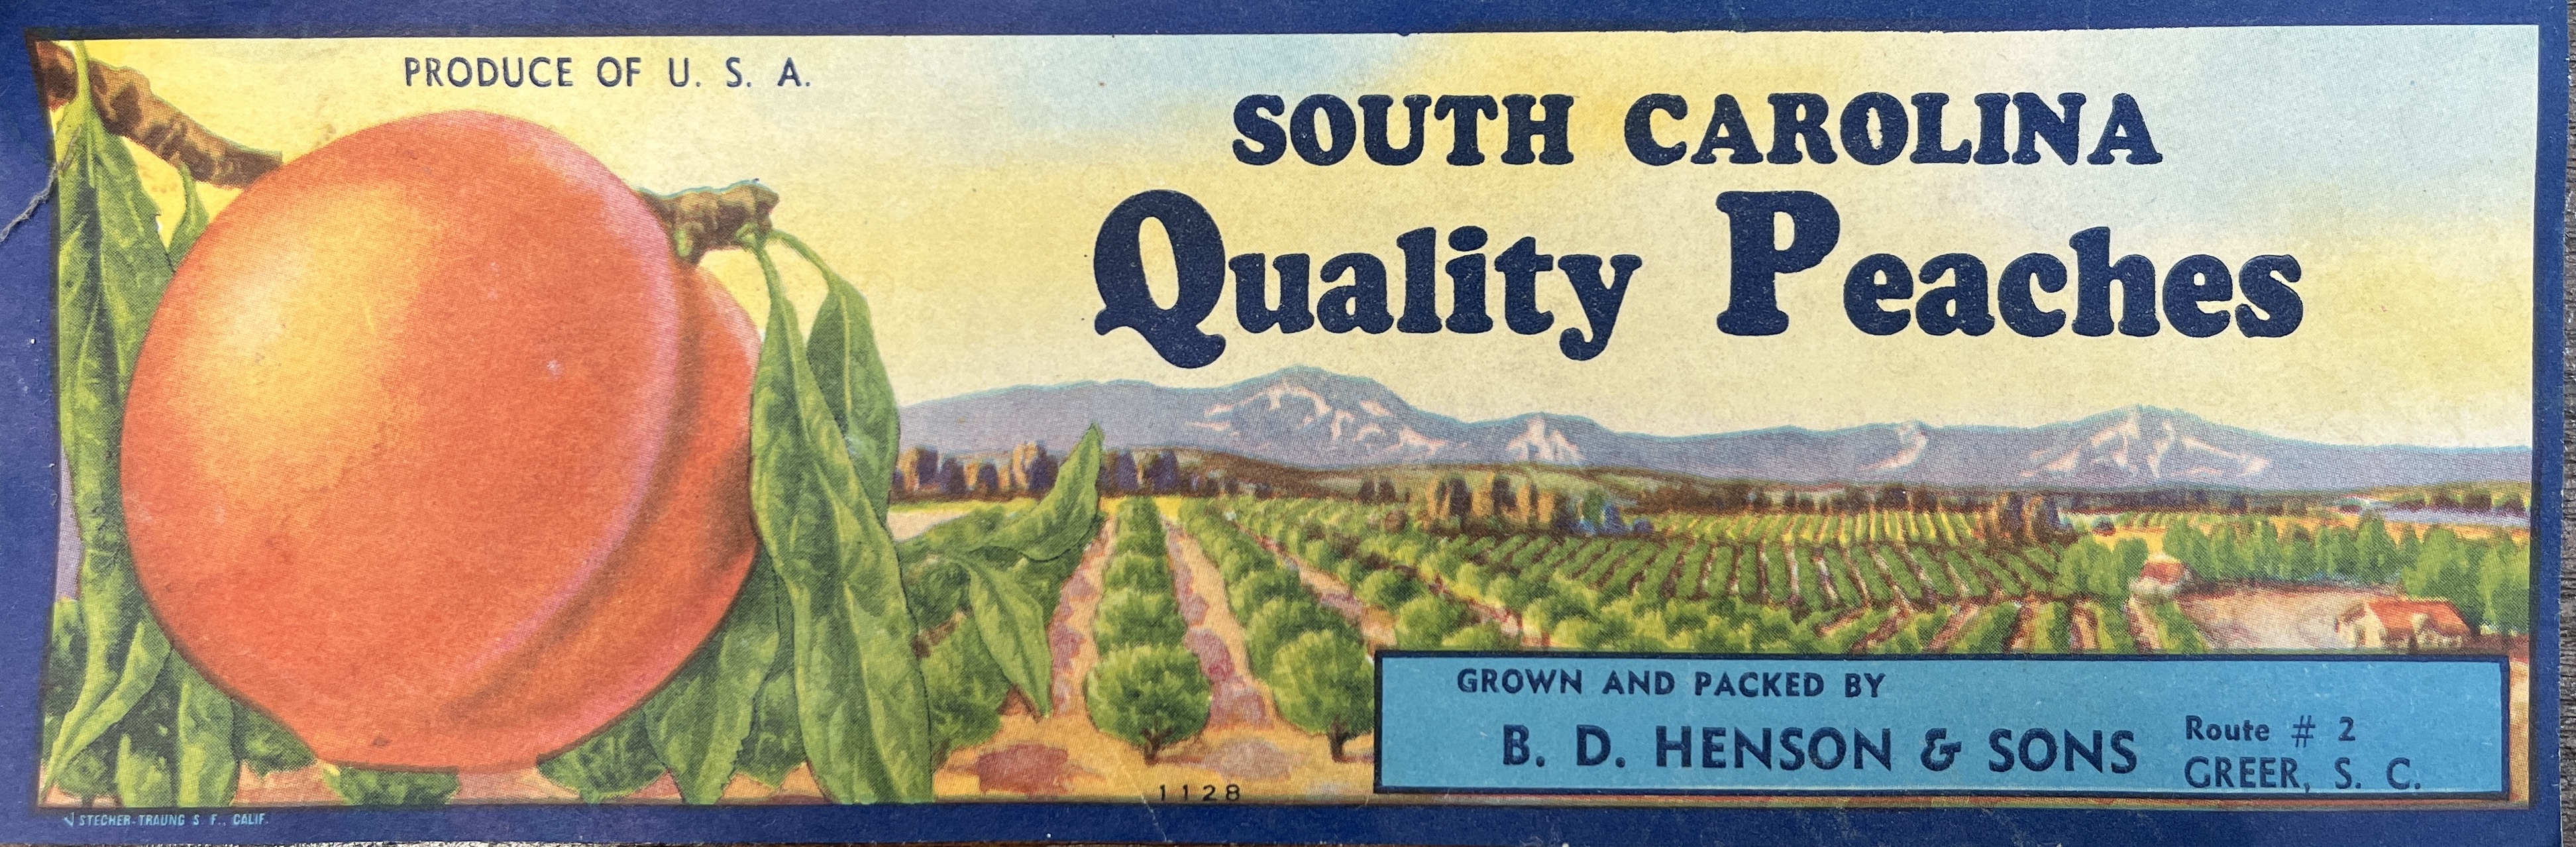 PRODUCE OF U. S. A.
SOUTH CAROLINA
Quality Peaches
GROWN AND PACKED BY
B. D. HENSON & SONS
Route # 2
GREER, S. C.
1128
STECHER-TRAUNG S. F., CALIF.